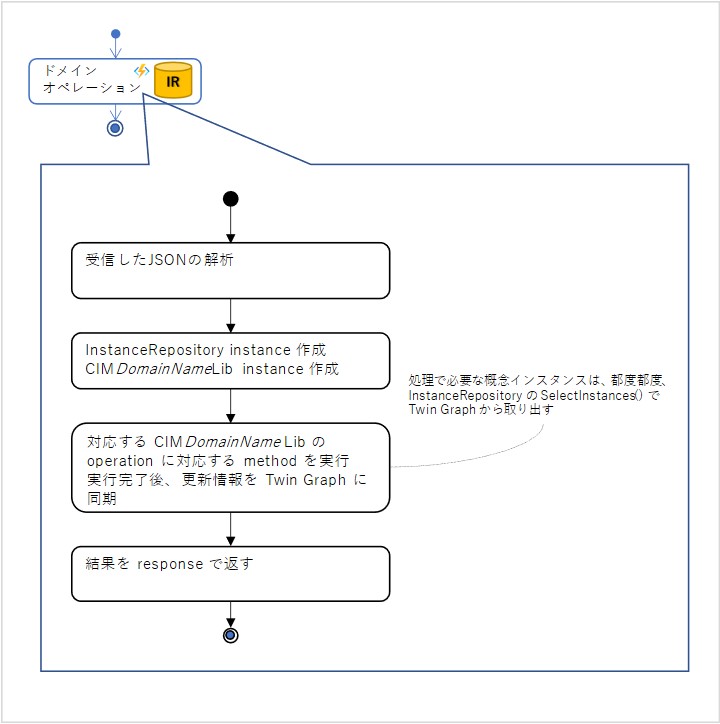 ドメイン
オペレーション
IR
受信したJSONの解析
InstanceRepository instance 作成
CIMDomainNameLib instance 作成
処理で必要な概念インスタンスは、都度都度、
InstanceRepository の SelectInstances() で
Twin Graph から取り出す
対応する CIMDomainName Lib の
operation に対応する method を実行
実行完了後、更新情報を Twin Graph に
同期
結果を response で返す